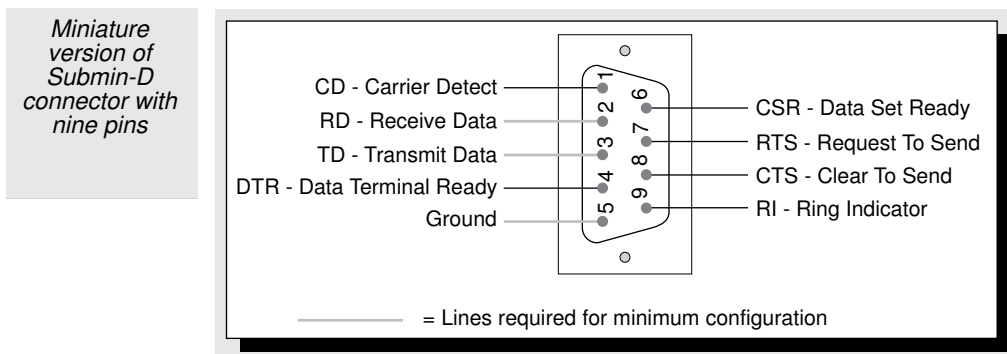 Miniature
version of
Submin-D
connector with
nine pins
CD - Carrier Detect
RD - Receive Data
TD - Transmit Data
DTR - Data Terminal Ready
Ground
1
2
3
4
5
6
7
8
9
CSR - Data Set Ready
RTS - Request To Send
CTS - Clear To Send
RI - Ring Indicator
= Lines required for minimum configuration